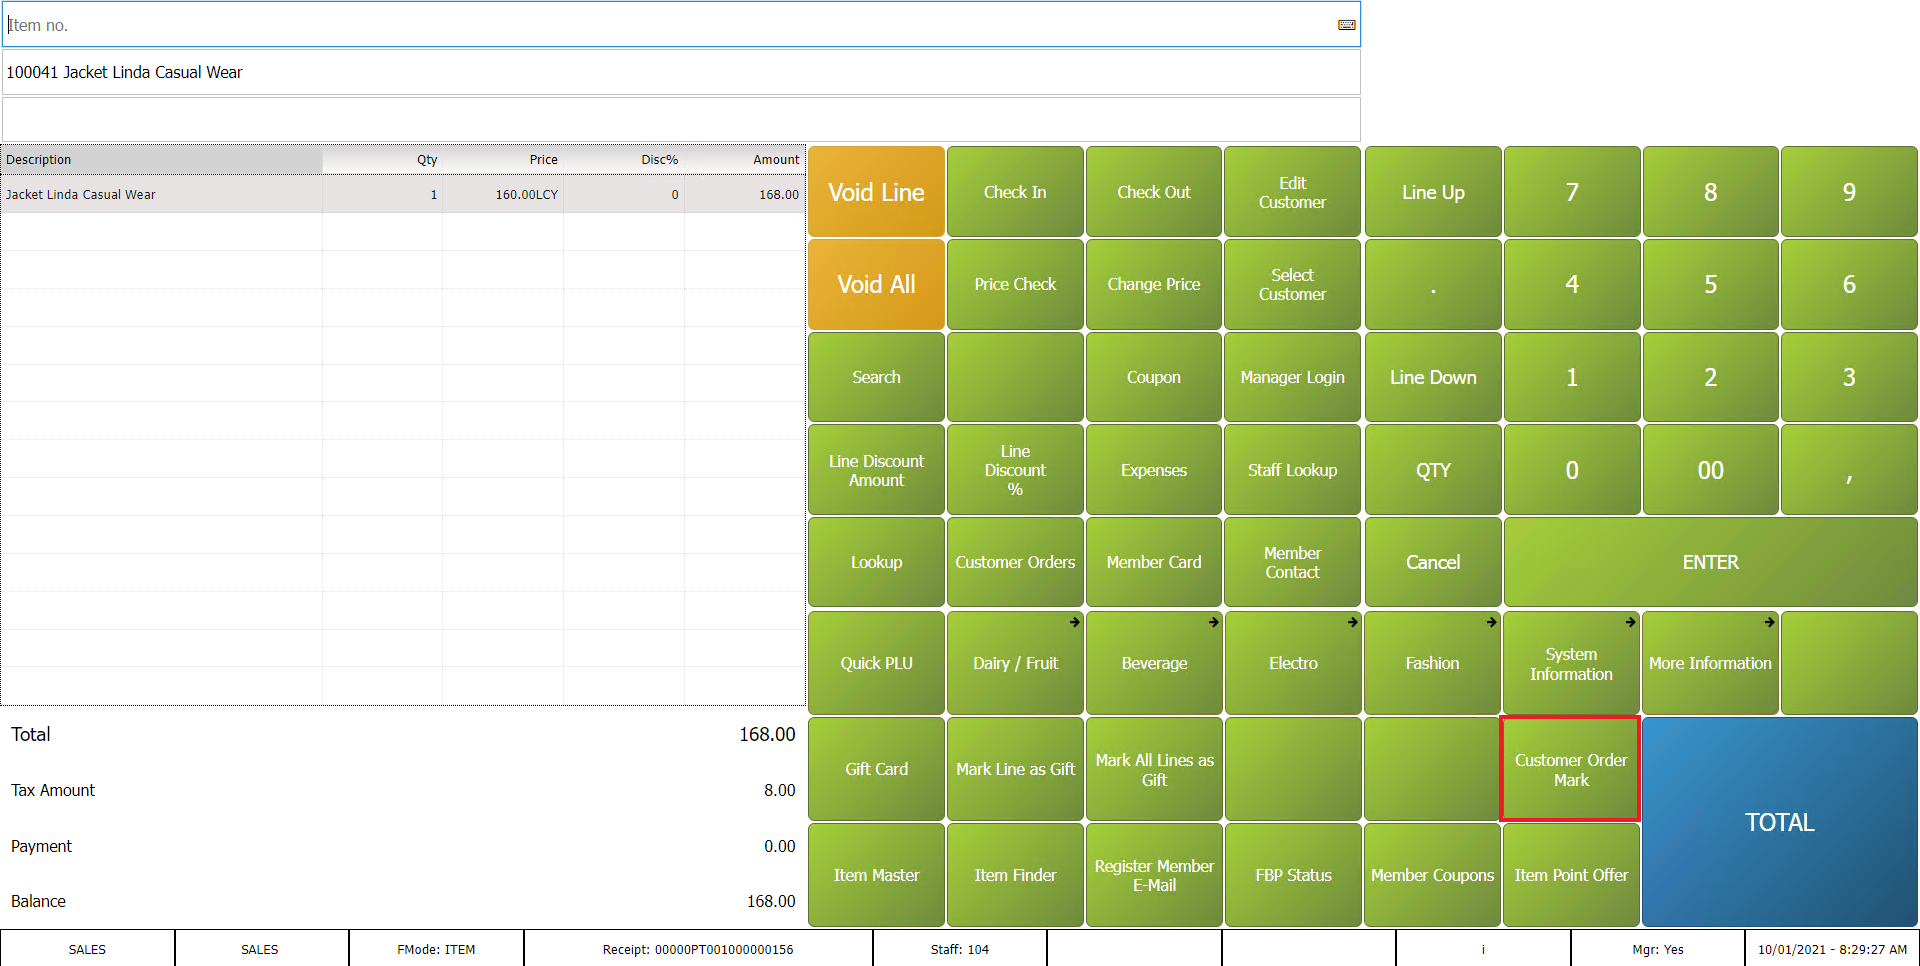 Item no.
100041 Jacket Linda Casual Wear
Description Qty Price Disc% Amount
Jacket Linda Casual Wear 1 160.00LCY 0 168.00
Total 168.00
Tax Amount 8.00
Payment 0.00
Balance 168.00
Void Line
Check In
Check Out
Edit
Customer
Line Up
7
8
9
Void All
Price Check
Change Price
Select
Customer
.
4
5
6
Search
Coupon
Manager Login
Line Down
1
2
3
Line Discount
Amount
Line
Discount
%
Expenses
Staff Lookup
QTY
0
00
,
Lookup
Customer Orders
Member Card
Member
Contact
Cancel
ENTER
Quick PLU
Dairy / Fruit
Beverage
Electro
Fashion
System
Information
More Information
Gift Card
Mark Line as Gift
Mark All Lines as
Gift
Customer Order
Mark
TOTAL
Item Master
Item Finder
Register Member
E-Mail
FBP Status
Member Coupons
Item Point Offer
SALES
SALES
FMode: ITEM
Receipt: 00000PT001000000156
Staff: 104
i
Mgr: Yes
10/01/2021 - 8:29:27 AM